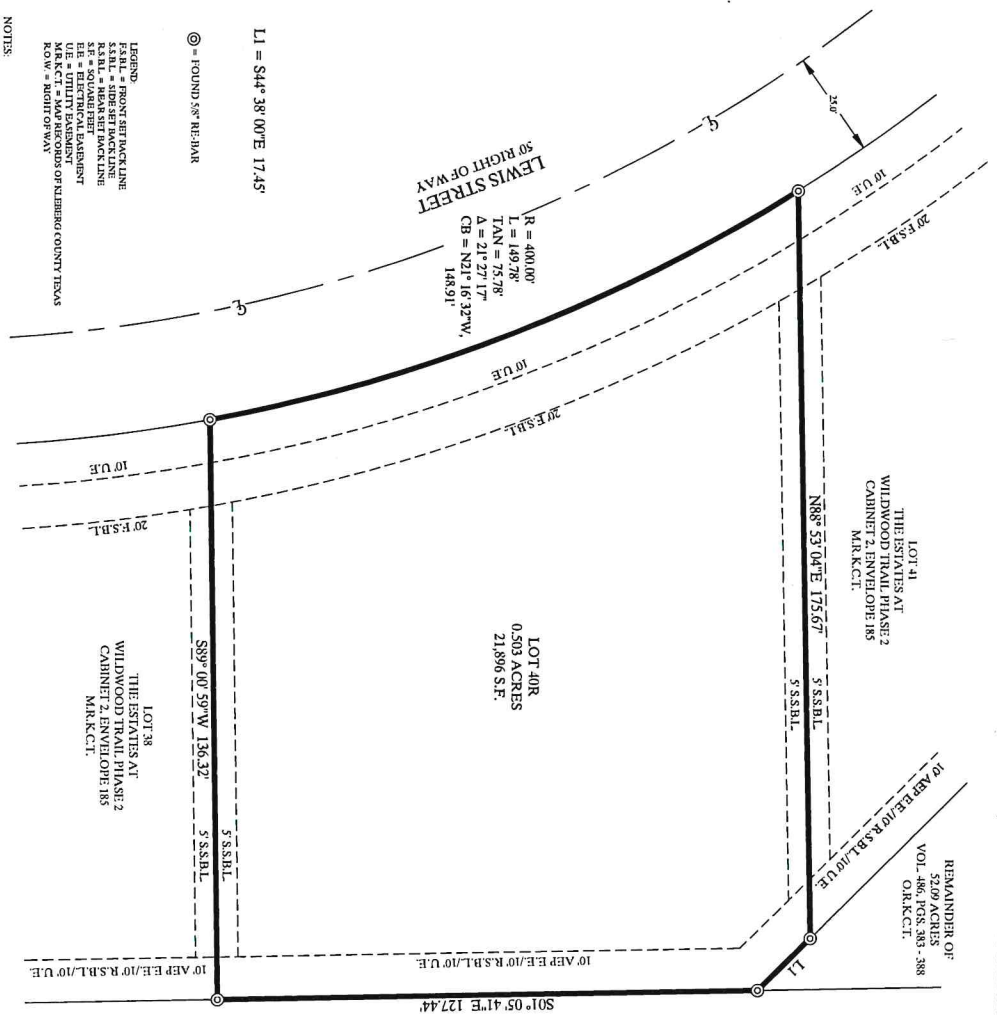 25.0'
LEWIS STREET
50' RIGHT OF WAY
R = 400.00'
L = 149.78'
TAN = 75.78'
Δ = 21° 27' 17"
CB = N21° 16' 32"W,
148.91'
10' U.E
20' F.S.B.L
10' U.E
20' F.S.B.L
10' U.E
20' F.S.B.L
LOT 41
THE ESTATES AT
WILDWOOD TRAIL PHASE 2
CABINET 2, ENVELOPE 185
M.R.K.C.T.
N88° 53' 04"E 175.67'
5' S.S.B.L.
5' S.S.B.L.
REMAINDER OF
52.09 ACRES
VOL. 486, PGS. 383 - 388
O.R.K.C.T.
10' AEP E.E./10' R.S.B.L./10' U.E.
L1
LOT 40R
0.503 ACRES
21,896 S.F.
10' AEP E.E./10' R.S.B.L./10' U.E.
S01° 05' 41"E 127.44'
5' S.S.B.L
5' S.S.B.L
S89° 00' 59"W 136.32'
10' AEP E.E./10' R.S.B.L./10' U.E.
LOT 38
THE ESTATES AT
WILDWOOD TRAIL PHASE 2
CABINET 2, ENVELOPE 185
M.R.K.C.T.
L1 = S44° 38' 00"E 17.45'
= FOUND 5/8" RE-BAR
LEGEND:
F.S.B.L. = FRONT SET BACK LINE
S.S.B.L. = SIDE SET BACK LINE
R.S.B.L. = REAR SET BACK LINE
S.F. = SQUARE FEET
E.E. = ELECTRICAL EASEMENT
U.E. = UTILITY EASEMENT
M.R.K.C.T. = MAP RECORDS OF KLEBERG COUNTY TEXAS
R.O.W. = RIGHT OF WAY
NOTES: